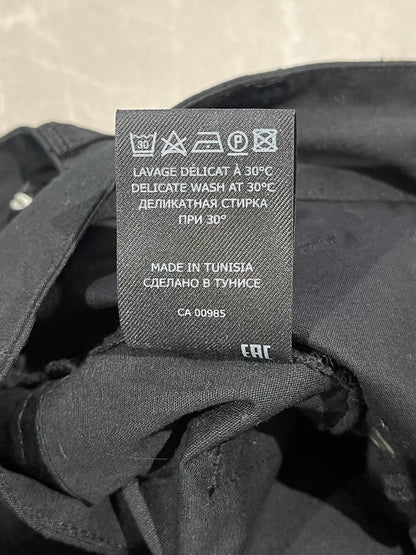 30 P
LAVAGE DÉLICAT À 30°C
DELICATE WASH AT 30°C
ДЕЛИКАТНАЯ СТИРКА
ПРИ 30°
MADE IN TUNISIA
СДЕЛАНО В ТУНИСЕ
CA 00985
EAC